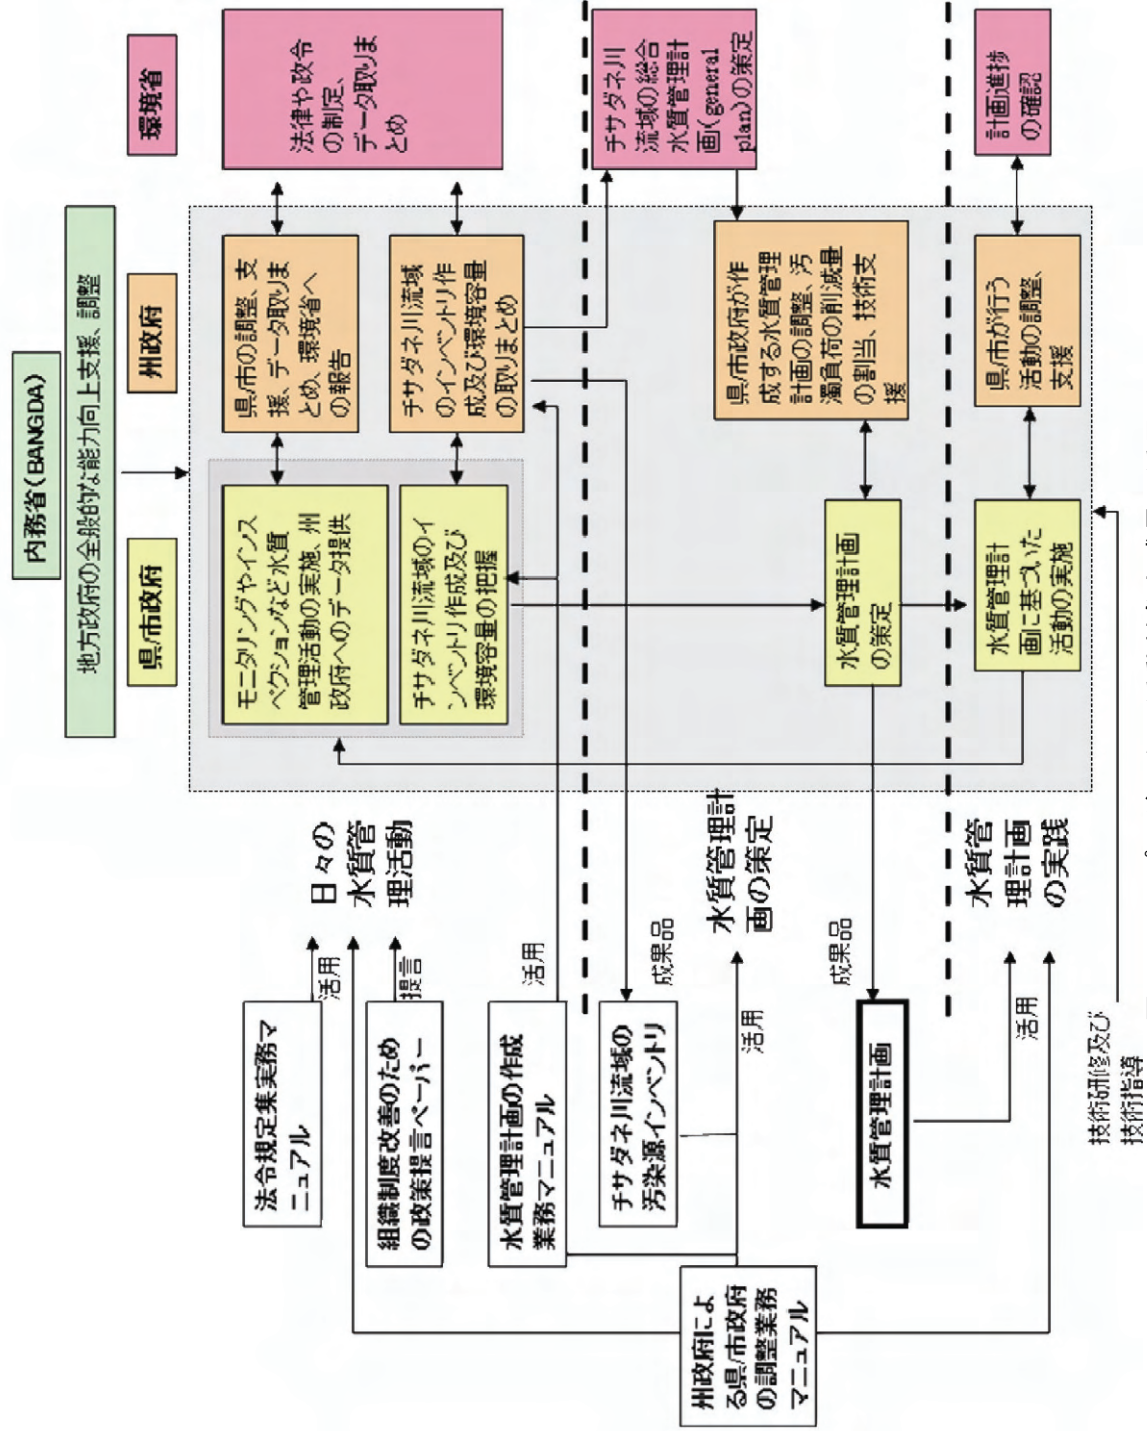 内務省(BANGDA)
地方政府の全般的な能力向上支援、調整
県/市政府
州政府
環境省
法令規定集実務マ
ニュアル
活用
組織制度改善のため
の政策提言ペーパー
提言
水質管理計画の作成
業務マニュアル
活用
チサダネ川流域の
汚染源インベントリ
成果品
州政府によ
る県/市政府
の調整業務
マニュアル
活用
水質管理計画
成果品
活用
日々の
水質管
理活動
水質管理計
画の策定
水質管
理計画
の実践
モニタリングやインス
ペクションなど水質
管理活動の実施、州
政府へのデータ提供
県/市の調整、支
援、データ取りま
とめ、環境省へ
の報告
法律や政令
の制定、
データ取りま
とめ
チサダネ川流域のイ
ンベントリ作成及び
環境容量の把握
チサダネ川流域
のインベントリ作
成及び環境容量
の取りまとめ
チサダネ川
流域の総合
水質管理計
画(general
plan)の策定
水質管理計画
の策定
県/市政府が作
成する水質管理
計画の調整、汚
濁負荷の削減量
の割当、技術支
援
水質管理計
画に基づいた
活動の実施
県/市が行う
活動の調整、
支援
計画進捗
の確認
技術研修及び
技術指導